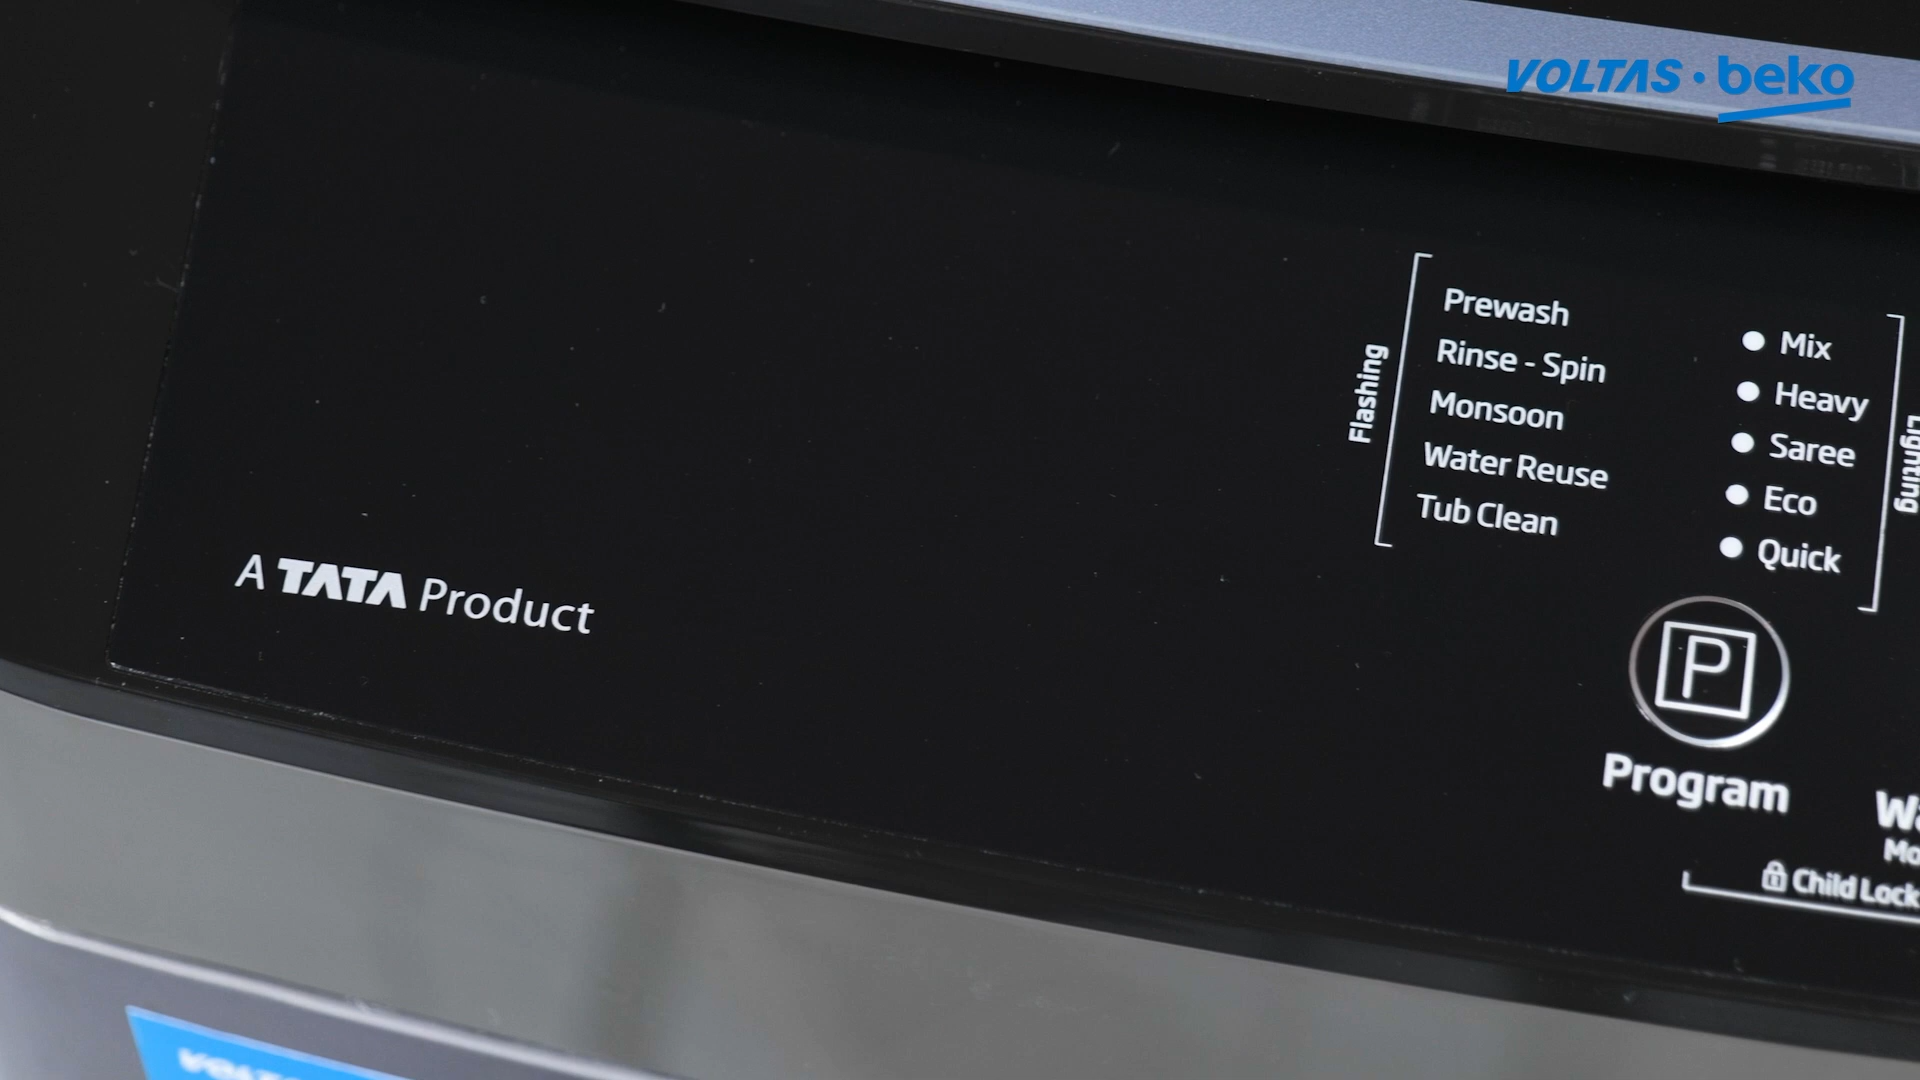 VOLTAS • beko
Flashing
Prewash
Rinse - Spin
Monsoon
Water Reuse
Tub Clean
Mix
Heavy
Saree
Eco
Quick
Lighting
A TATA Product
P
Program
Child Lock